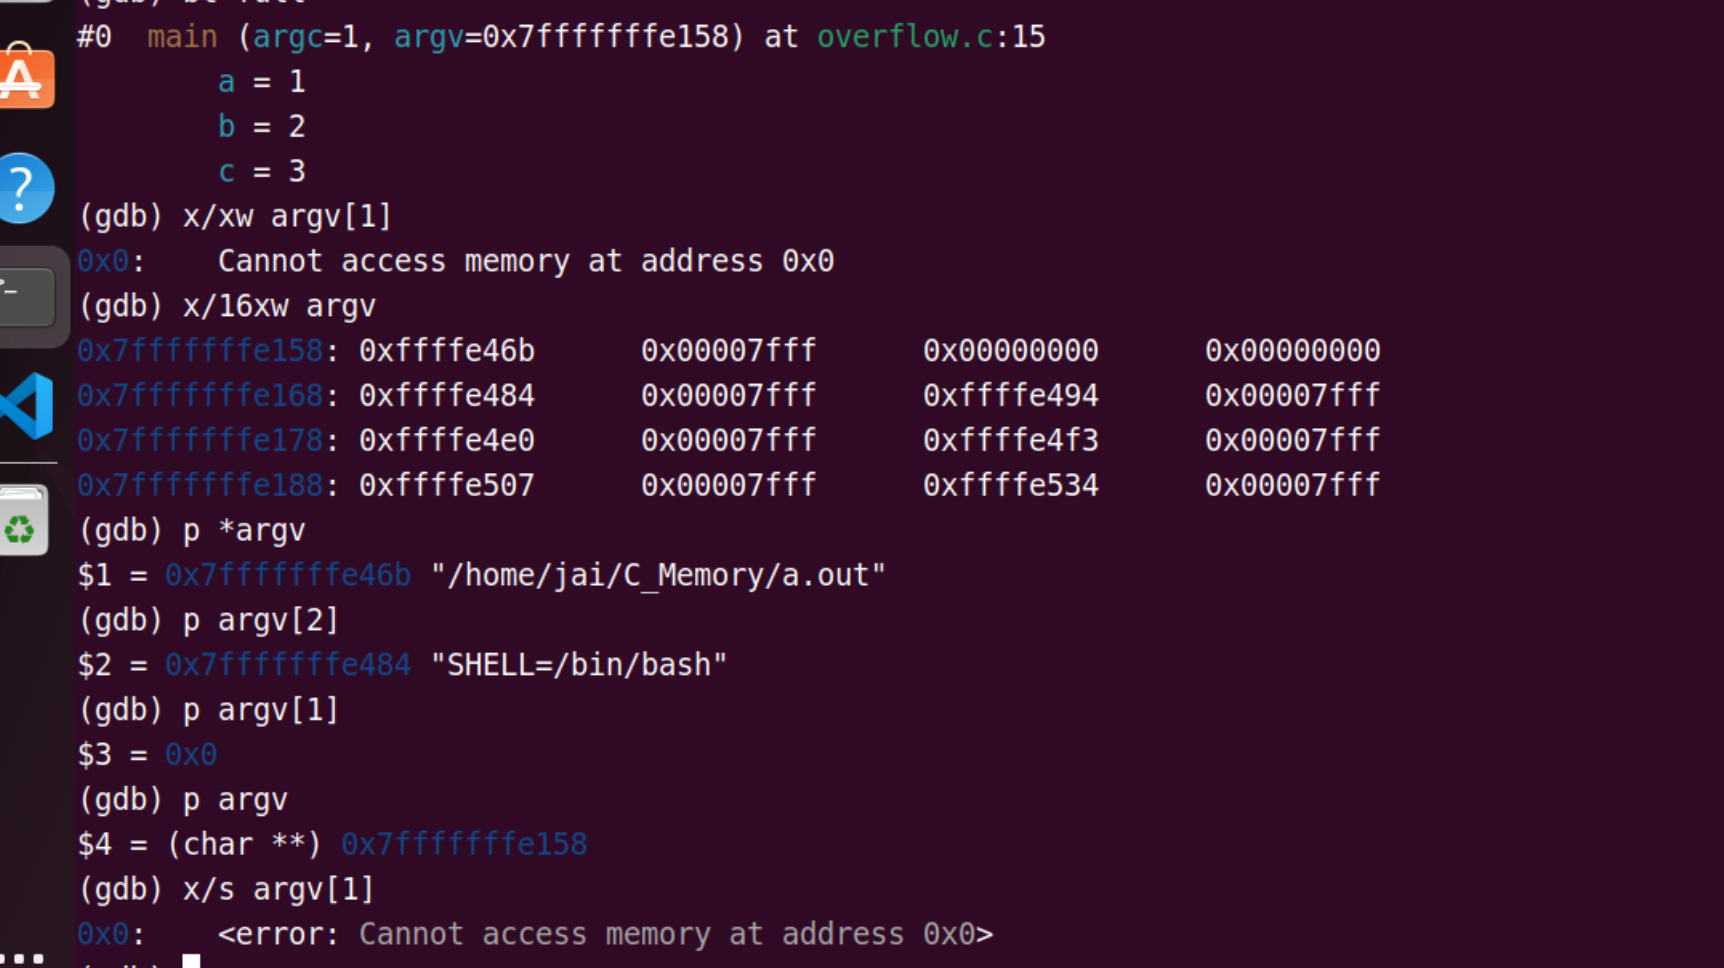 (gdb) bt full
#0  main (argc=1, argv=0x7fffffffe158) at overflow.c:15
        a = 1
        b = 2
        c = 3
(gdb) x/xw argv[1]
0x0:    Cannot access memory at address 0x0
(gdb) x/16xw argv
0x7fffffffe158: 0xffffe46b      0x00007fff      0x00000000      0x00000000
0x7fffffffe168: 0xffffe484      0x00007fff      0xffffe494      0x00007fff
0x7fffffffe178: 0xffffe4e0      0x00007fff      0xffffe4f3      0x00007fff
0x7fffffffe188: 0xffffe507      0x00007fff      0xffffe534      0x00007fff
(gdb) p *argv
$1 = 0x7fffffffe46b "/home/jai/C_Memory/a.out"
(gdb) p argv[2]
$2 = 0x7fffffffe484 "SHELL=/bin/bash"
(gdb) p argv[1]
$3 = 0x0
(gdb) p argv
$4 = (char **) 0x7fffffffe158
(gdb) x/s argv[1]
0x0:    <error: Cannot access memory at address 0x0>
(gdb)